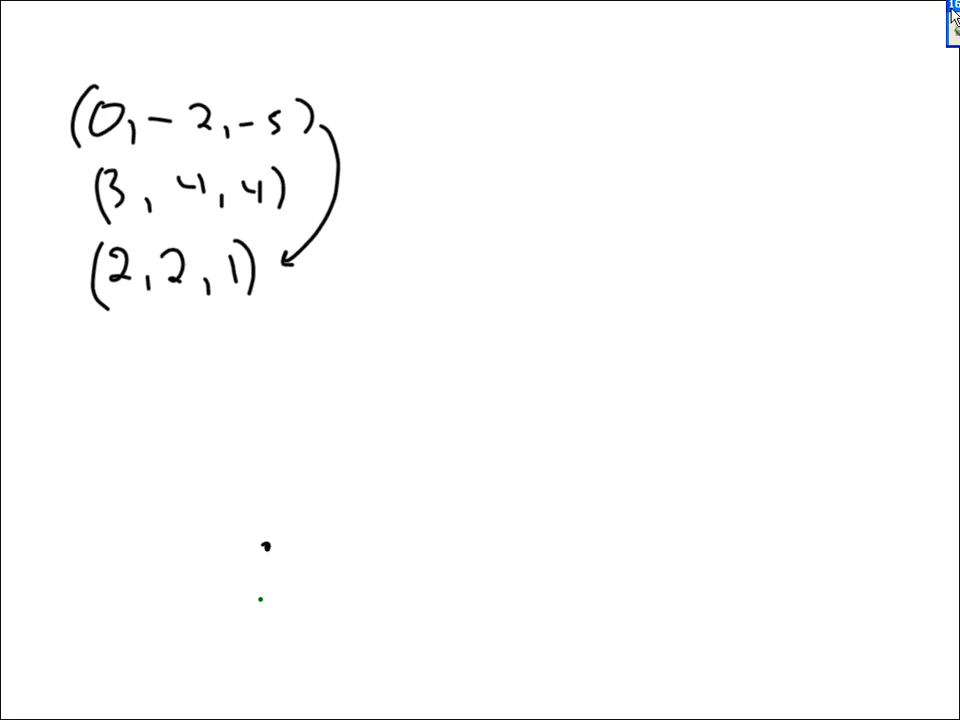 (0, -2, -5)
(3, 4, 4)
(2, 2, 1)